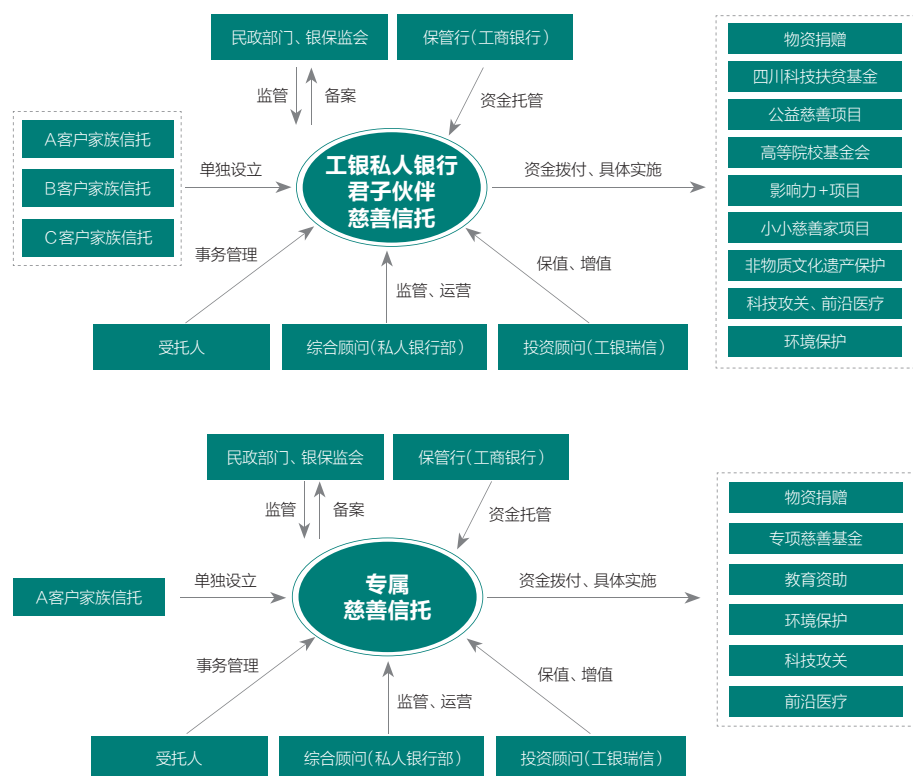 民政部门、银保监会
保管行（工商银行）
监管
备案
资金托管
A客户家族信托
B客户家族信托
C客户家族信托
单独设立
工银私人银行
君子伙伴
慈善信托
资金拨付、具体实施
物资捐赠
四川科技扶贫基金
公益慈善项目
高等院校基金会
影响力+项目
小小慈善家项目
非物质文化遗产保护
科技攻关、前沿医疗
环境保护
事务管理
监管、运营
保值、增值
受托人
综合顾问（私人银行部）
投资顾问（工银瑞信）
民政部门、银保监会
保管行（工商银行）
监管
备案
资金托管
A客户家族信托
单独设立
专属
慈善信托
资金拨付、具体实施
物资捐赠
专项慈善基金
教育资助
环境保护
科技攻关
前沿医疗
事务管理
监管、运营
保值、增值
受托人
综合顾问（私人银行部）
投资顾问（工银瑞信）